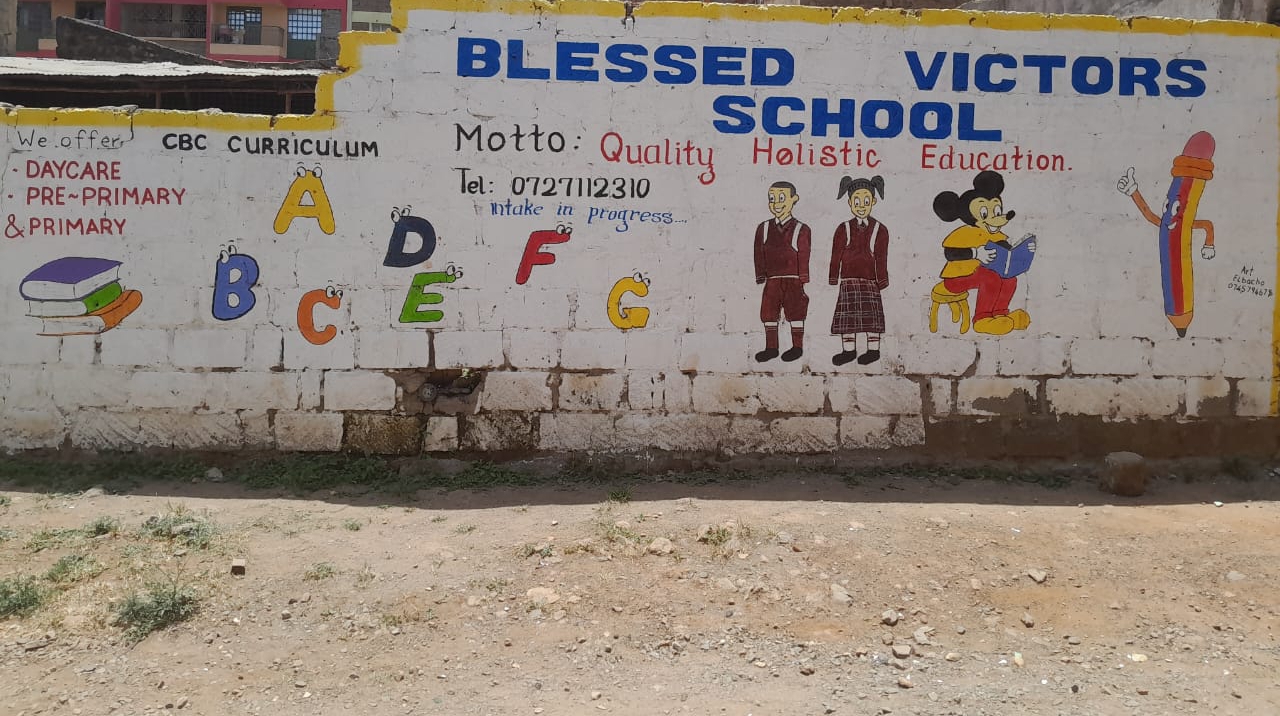 BLESSED VICTORS
SCHOOL
We offer,
CBC CURRICULUM
- DAYCARE
- PRE~PRIMARY
& PRIMARY
Motto: Quality Holistic Education.
Tel: 0727112310
intake in progress....
A
B
C
D
E
F
G
Art